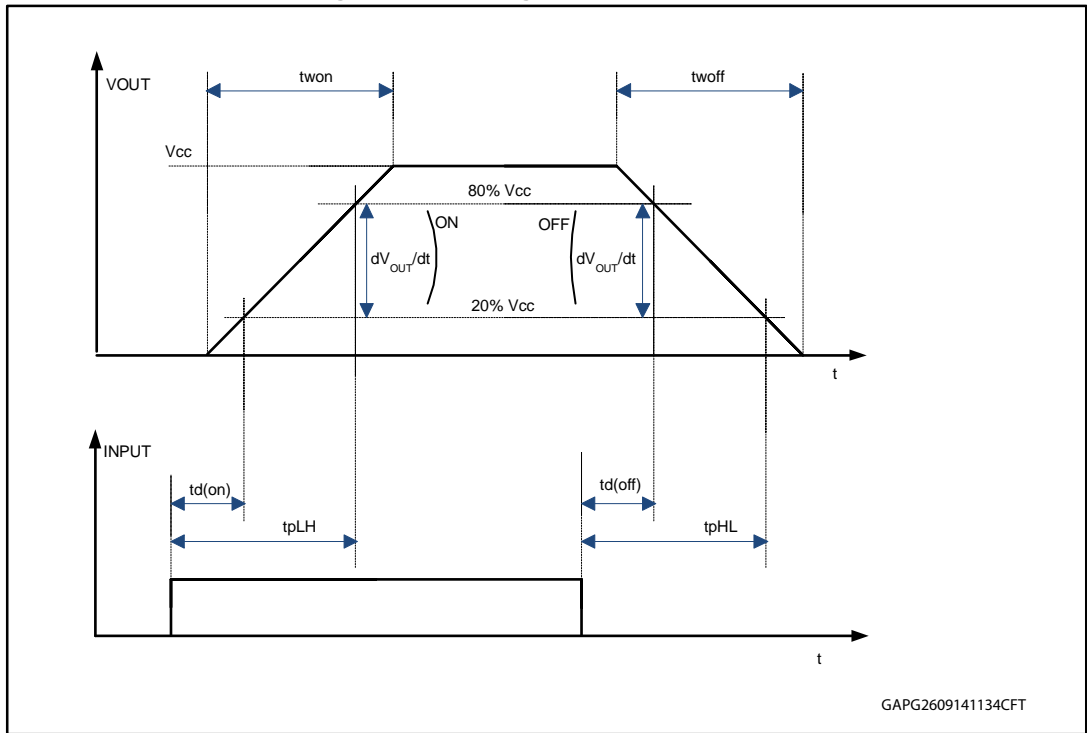 VOUT
twon
twoff
Vcc
80% Vcc
ON
OFF
dVOUT/dt
dVOUT/dt
20% Vcc
t
INPUT
td(on)
td(off)
tpLH
tpHL
t
GAPG2609141134CFT